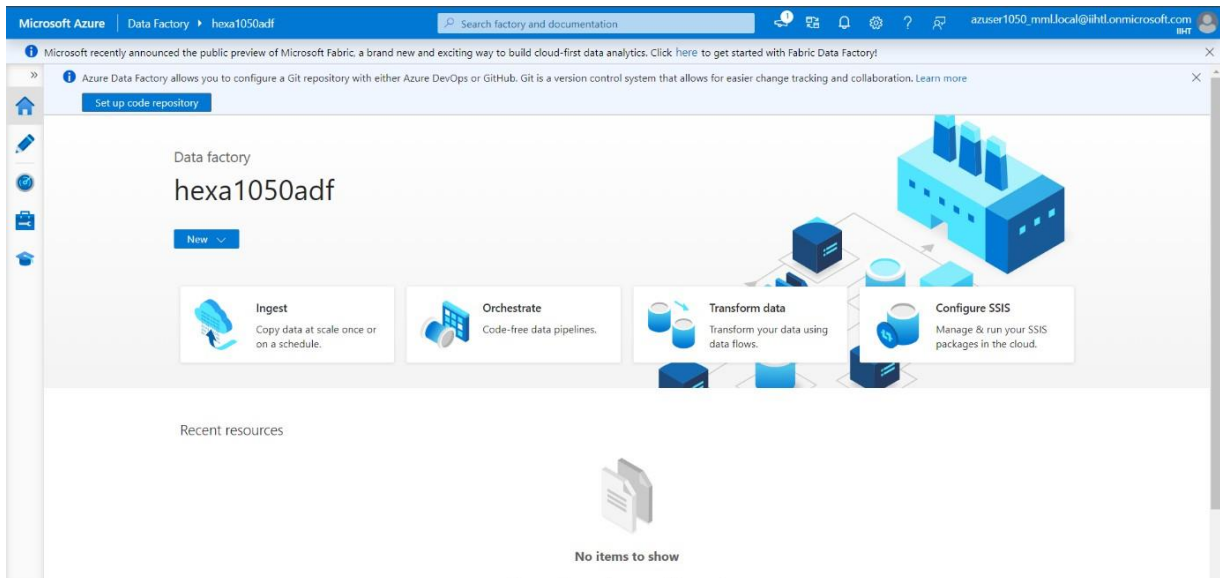 Microsoft Azure | Data Factory ▸ hexa1050adf
Search factory and documentation
1
azuser1050_mml.local@iihtl.onmicrosoft.com
IIHT
Microsoft recently announced the public preview of Microsoft Fabric, a brand new and exciting way to build cloud-first data analytics. Click here to get started with Fabric Data Factory!
Azure Data Factory allows you to configure a Git repository with either Azure DevOps or GitHub. Git is a version control system that allows for easier change tracking and collaboration. Learn more
Set up code repository
Data factory
hexa1050adf
New
Ingest
Copy data at scale once or
on a schedule.
Orchestrate
Code-free data pipelines.
Transform data
Transform your data using
data flows.
Configure SSIS
Manage & run your SSIS
packages in the cloud.
Recent resources
No items to show